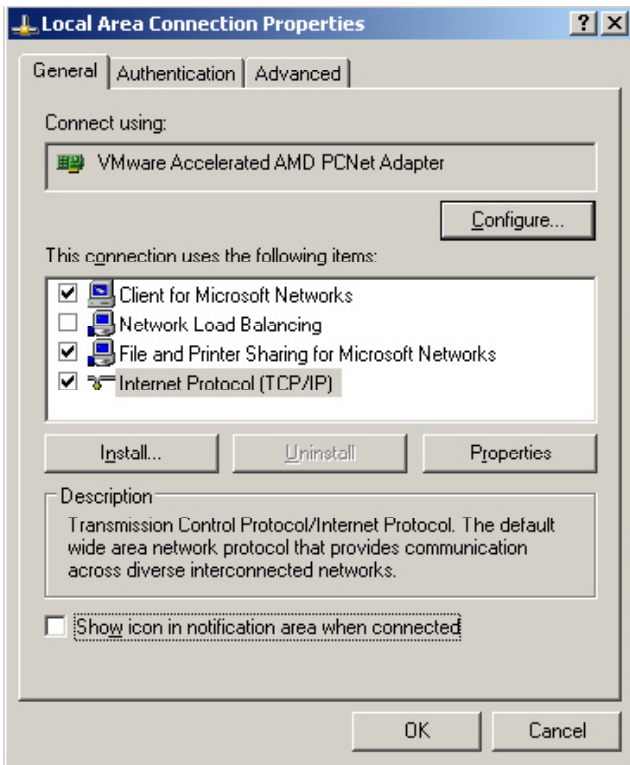 Local Area Connection Properties
General Authentication Advanced
Connect using:
VMware Accelerated AMD PCNet Adapter
Configure...
This connection uses the following items:
Client for Microsoft Networks
Network Load Balancing
File and Printer Sharing for Microsoft Networks
Internet Protocol (TCP/IP)
Install... Uninstall Properties
Description
Transmission Control Protocol/Internet Protocol. The default
wide area network protocol that provides communication
across diverse interconnected networks.
Show icon in notification area when connected
OK Cancel